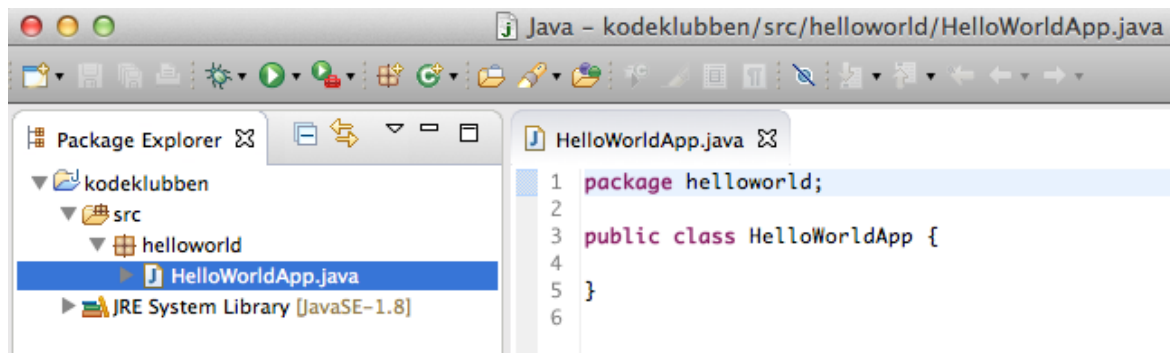 Java – kodeklubben/src/helloworld/HelloWorldApp.java
Package Explorer
kodeklubben
src
helloworld
HelloWorldApp.java
JRE System Library [JavaSE-1.8]
HelloWorldApp.java
1 package helloworld;
2
3 public class HelloWorldApp {
4
5 }
6